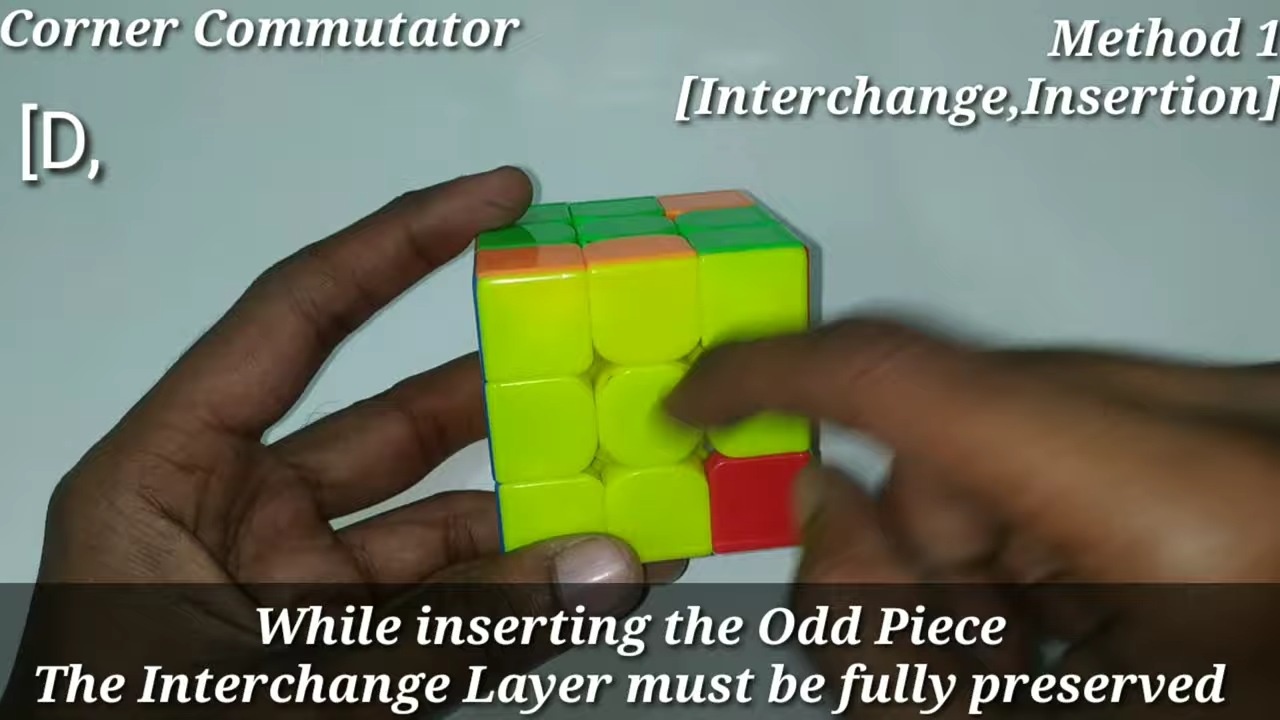 Corner Commutator
Method 1
[Interchange,Insertion]
[D,
While inserting the Odd Piece
The Interchange Layer must be fully preserved